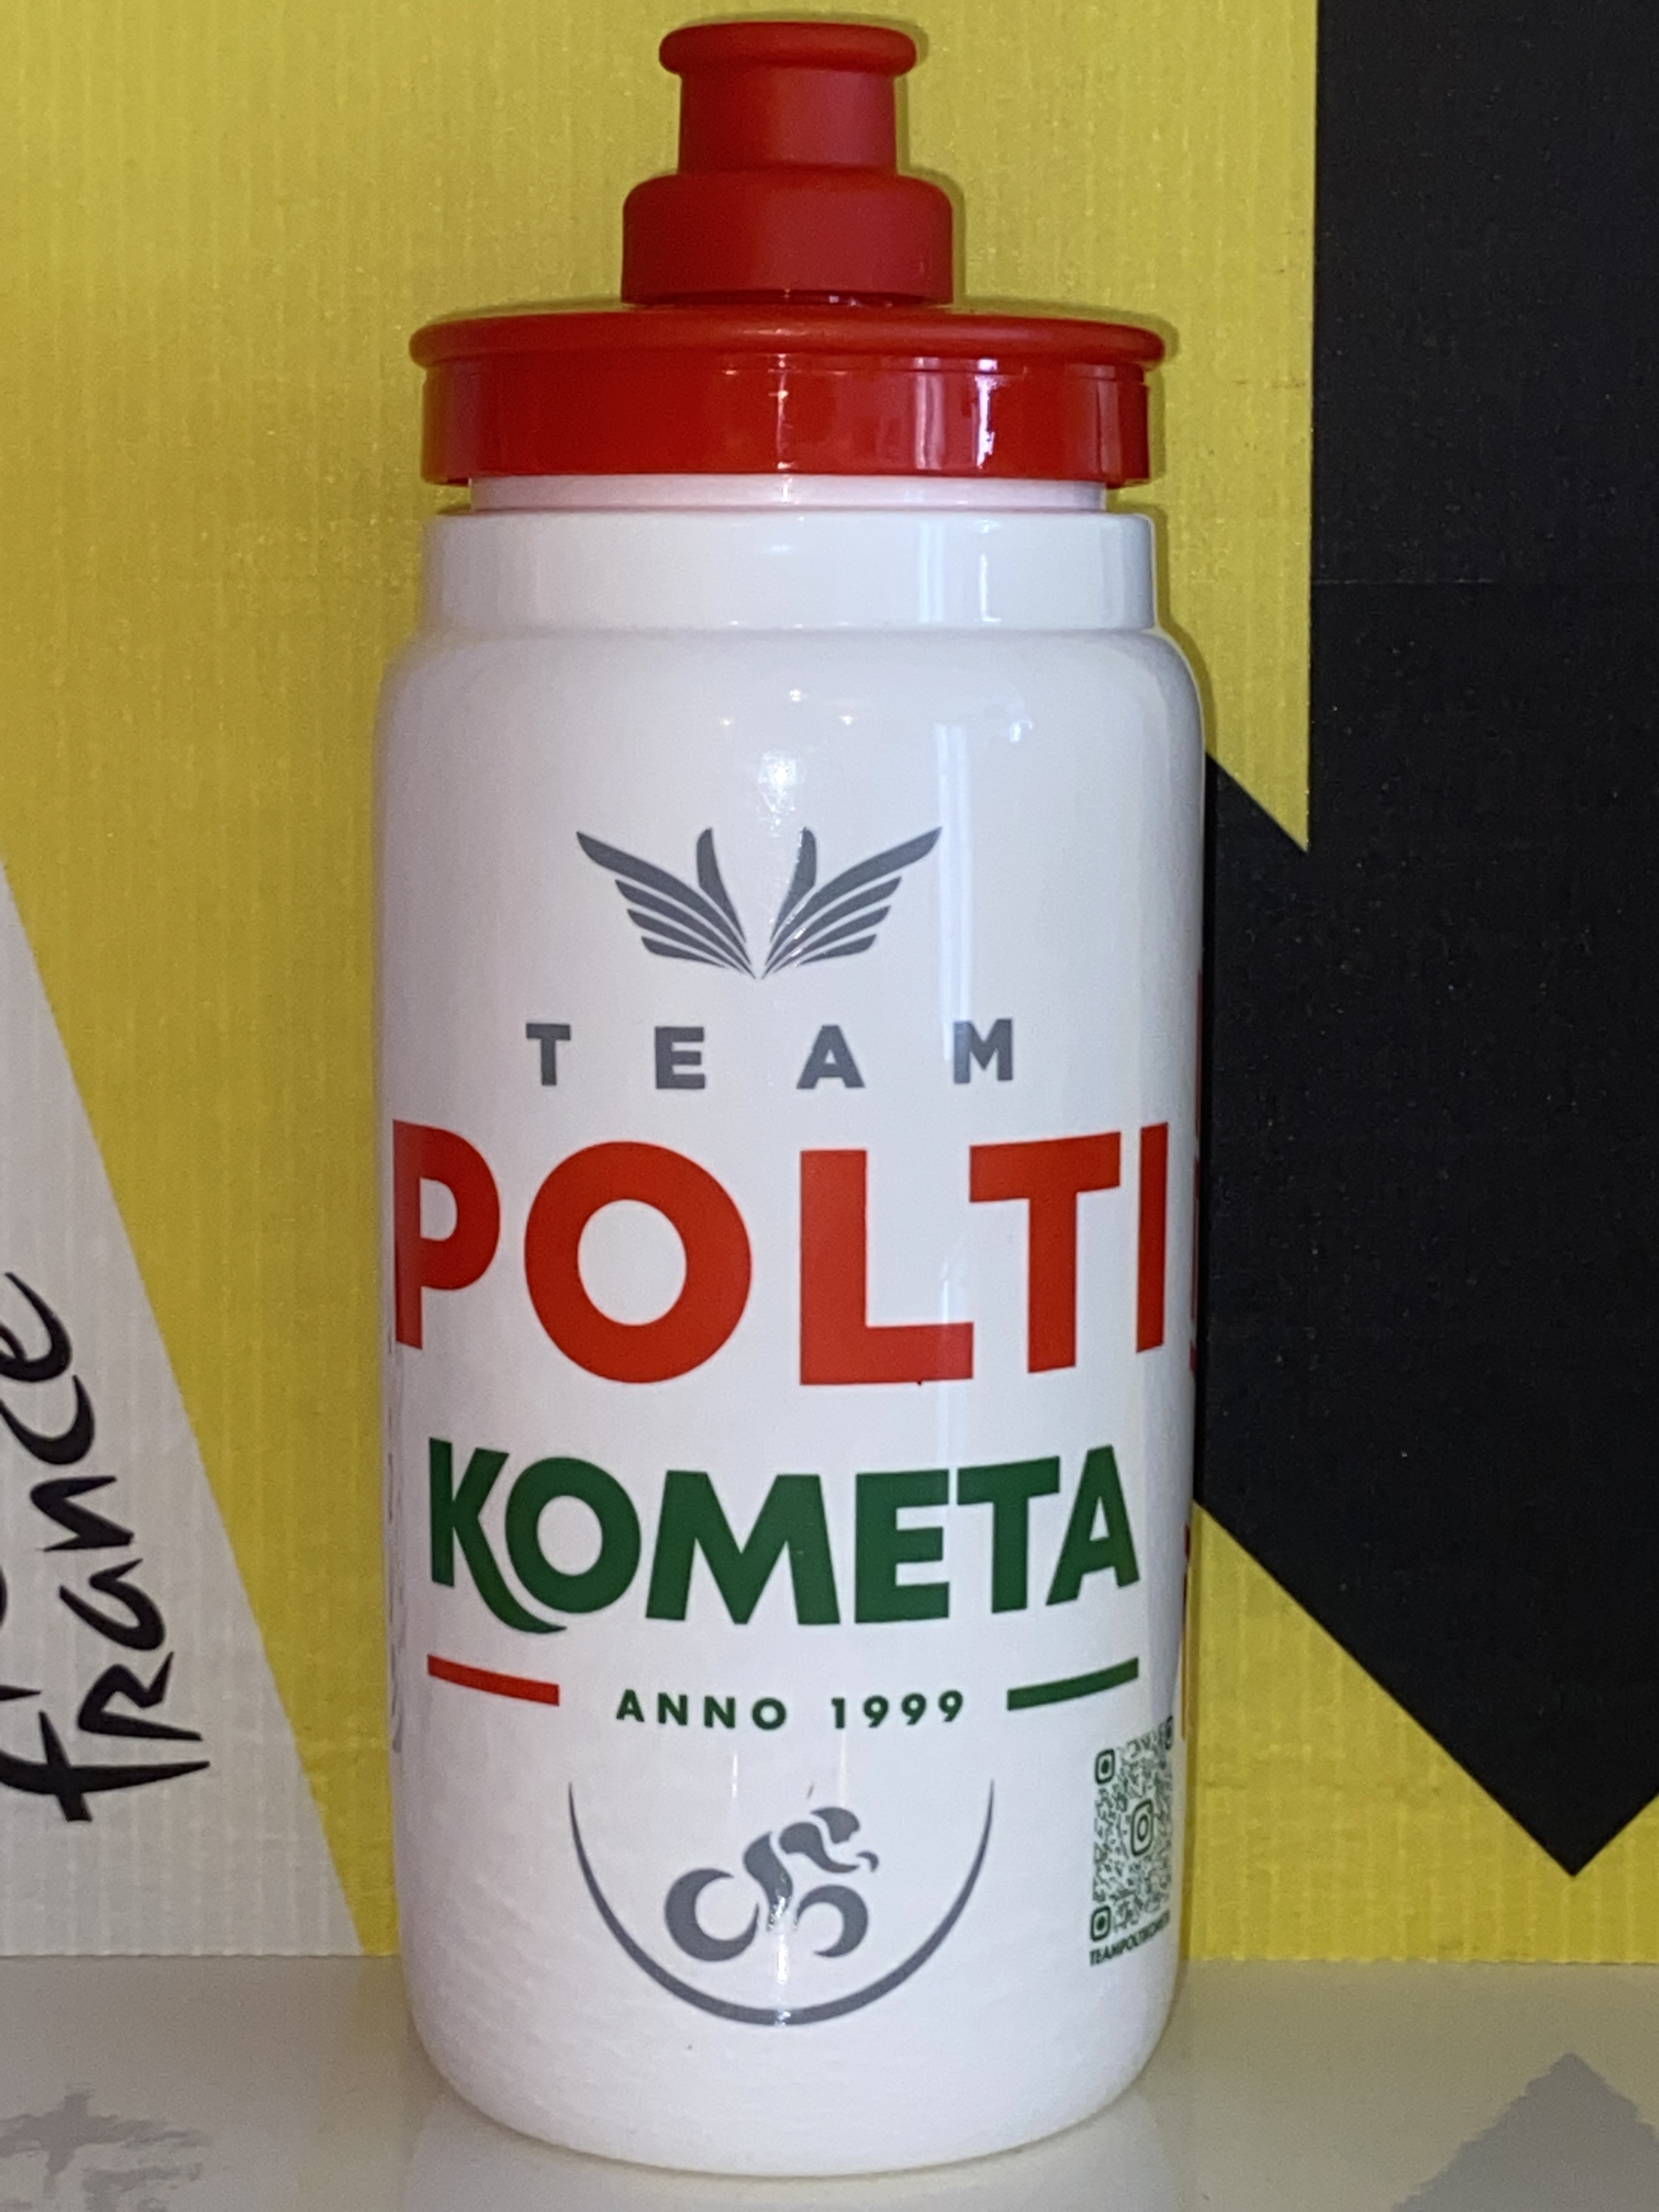 TEAM
POLTI
KOMETA
ANNO 1999
france